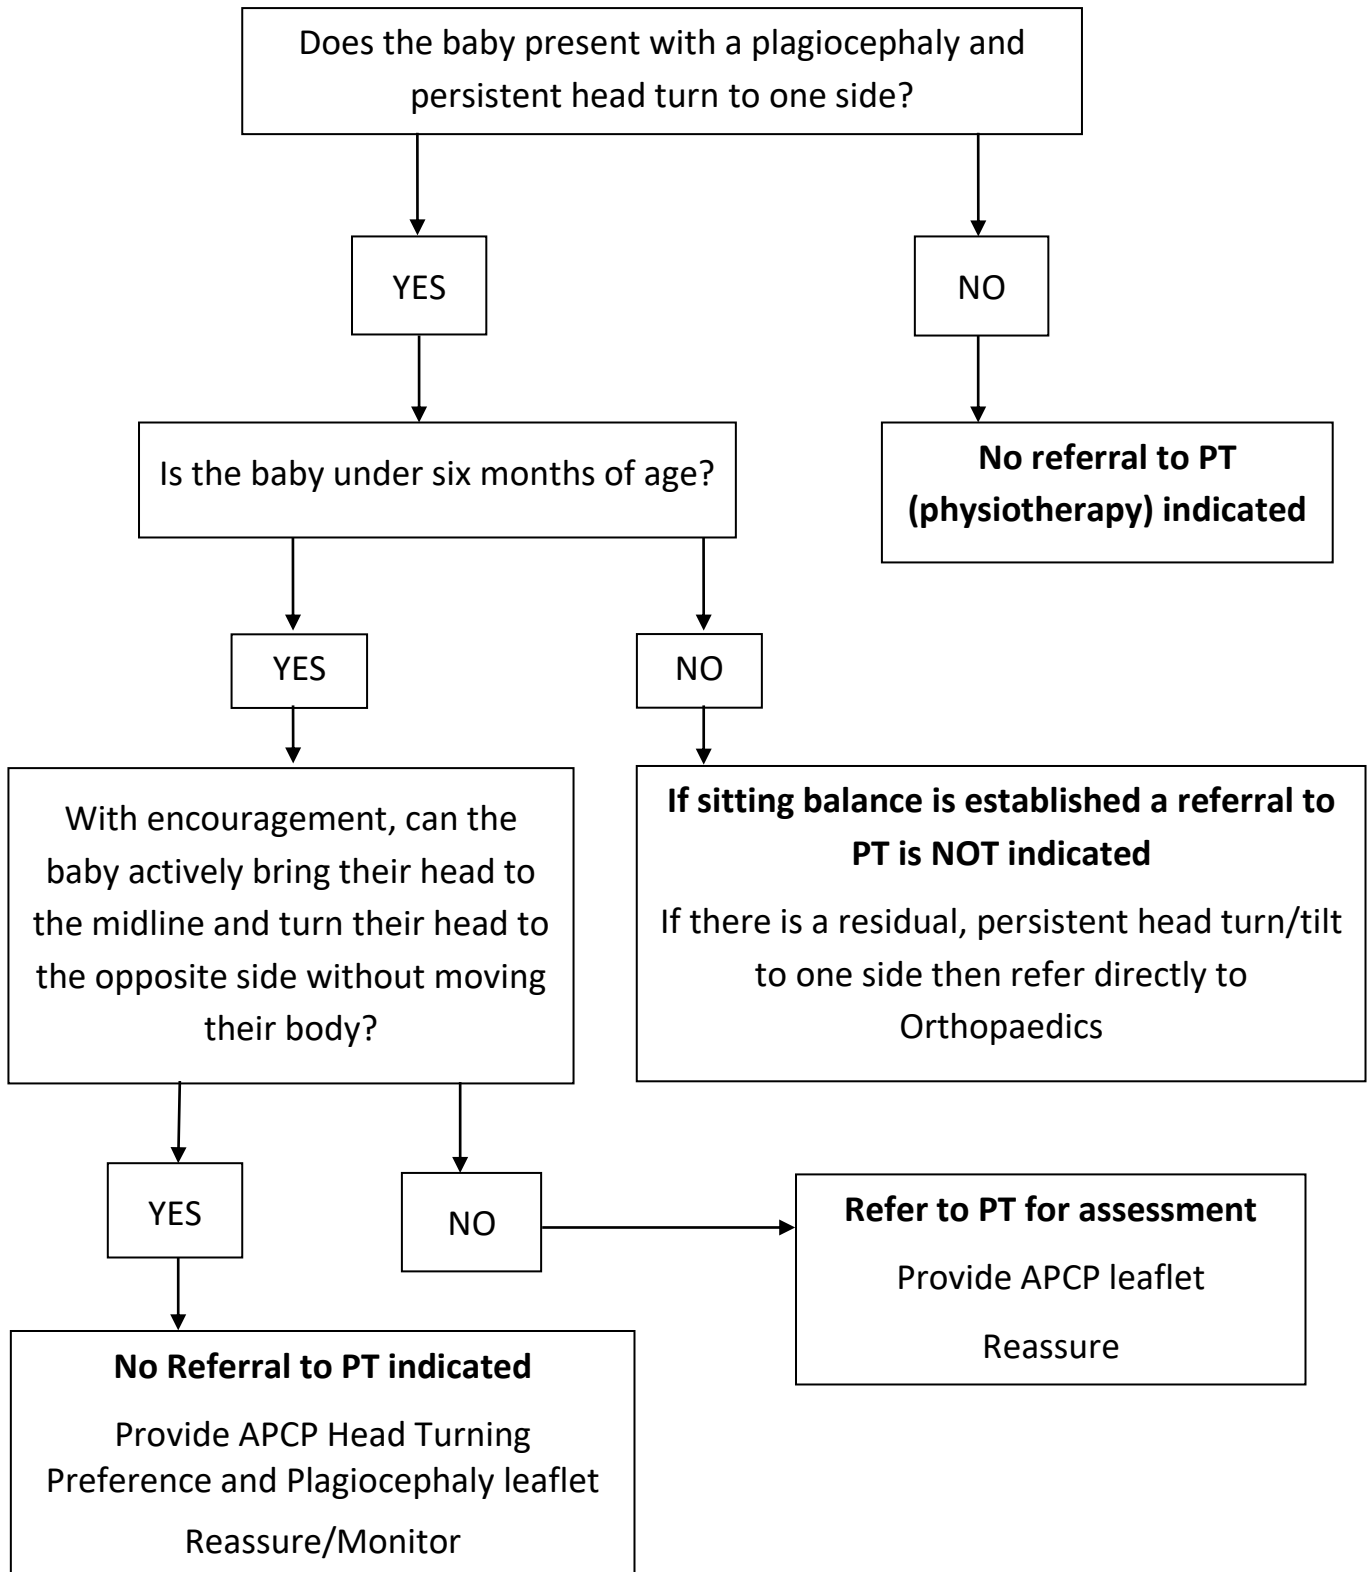 Does the baby present with a plagiocephaly and
persistent head turn to one side?
YES
NO
Is the baby under six months of age?
No referral to PT
(physiotherapy) indicated
YES
NO
With encouragement, can the
baby actively bring their head to
the midline and turn their head to
the opposite side without moving
their body?
If sitting balance is established a referral to
PT is NOT indicated
If there is a residual, persistent head turn/tilt
to one side then refer directly to
Orthopaedics
YES
NO
Refer to PT for assessment
Provide APCP leaflet
Reassure
No Referral to PT indicated
Provide APCP Head Turning
Preference and Plagiocephaly leaflet
Reassure/Monitor